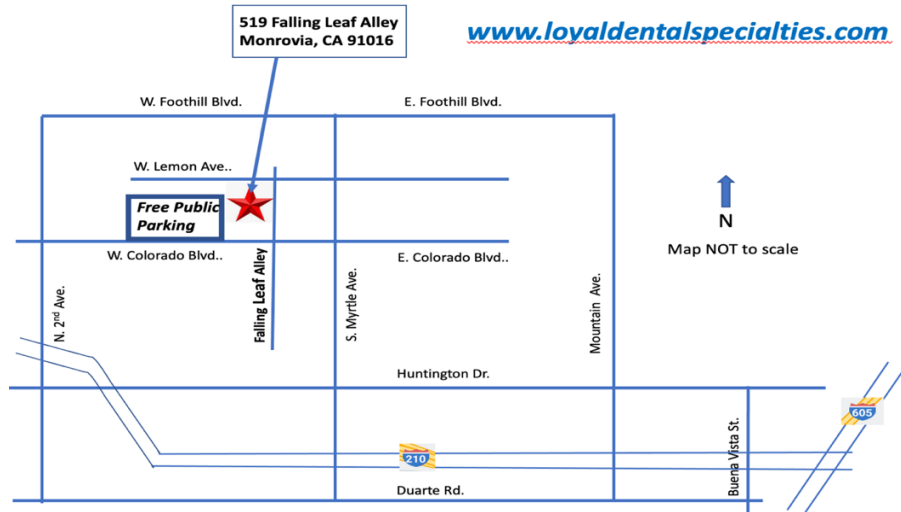 519 Falling Leaf Alley
Monrovia, CA 91016
www.loyaldentalspecialties.com
W. Foothill Blvd.
E. Foothill Blvd.
W. Lemon Ave..
Free Public
Parking
N
Map NOT to scale
W. Colorado Blvd..
E. Colorado Blvd..
N. 2nd Ave.
Falling Leaf Alley
S. Myrtle Ave.
Mountain Ave.
Huntington Dr.
605
210
Buena Vista St.
Duarte Rd.